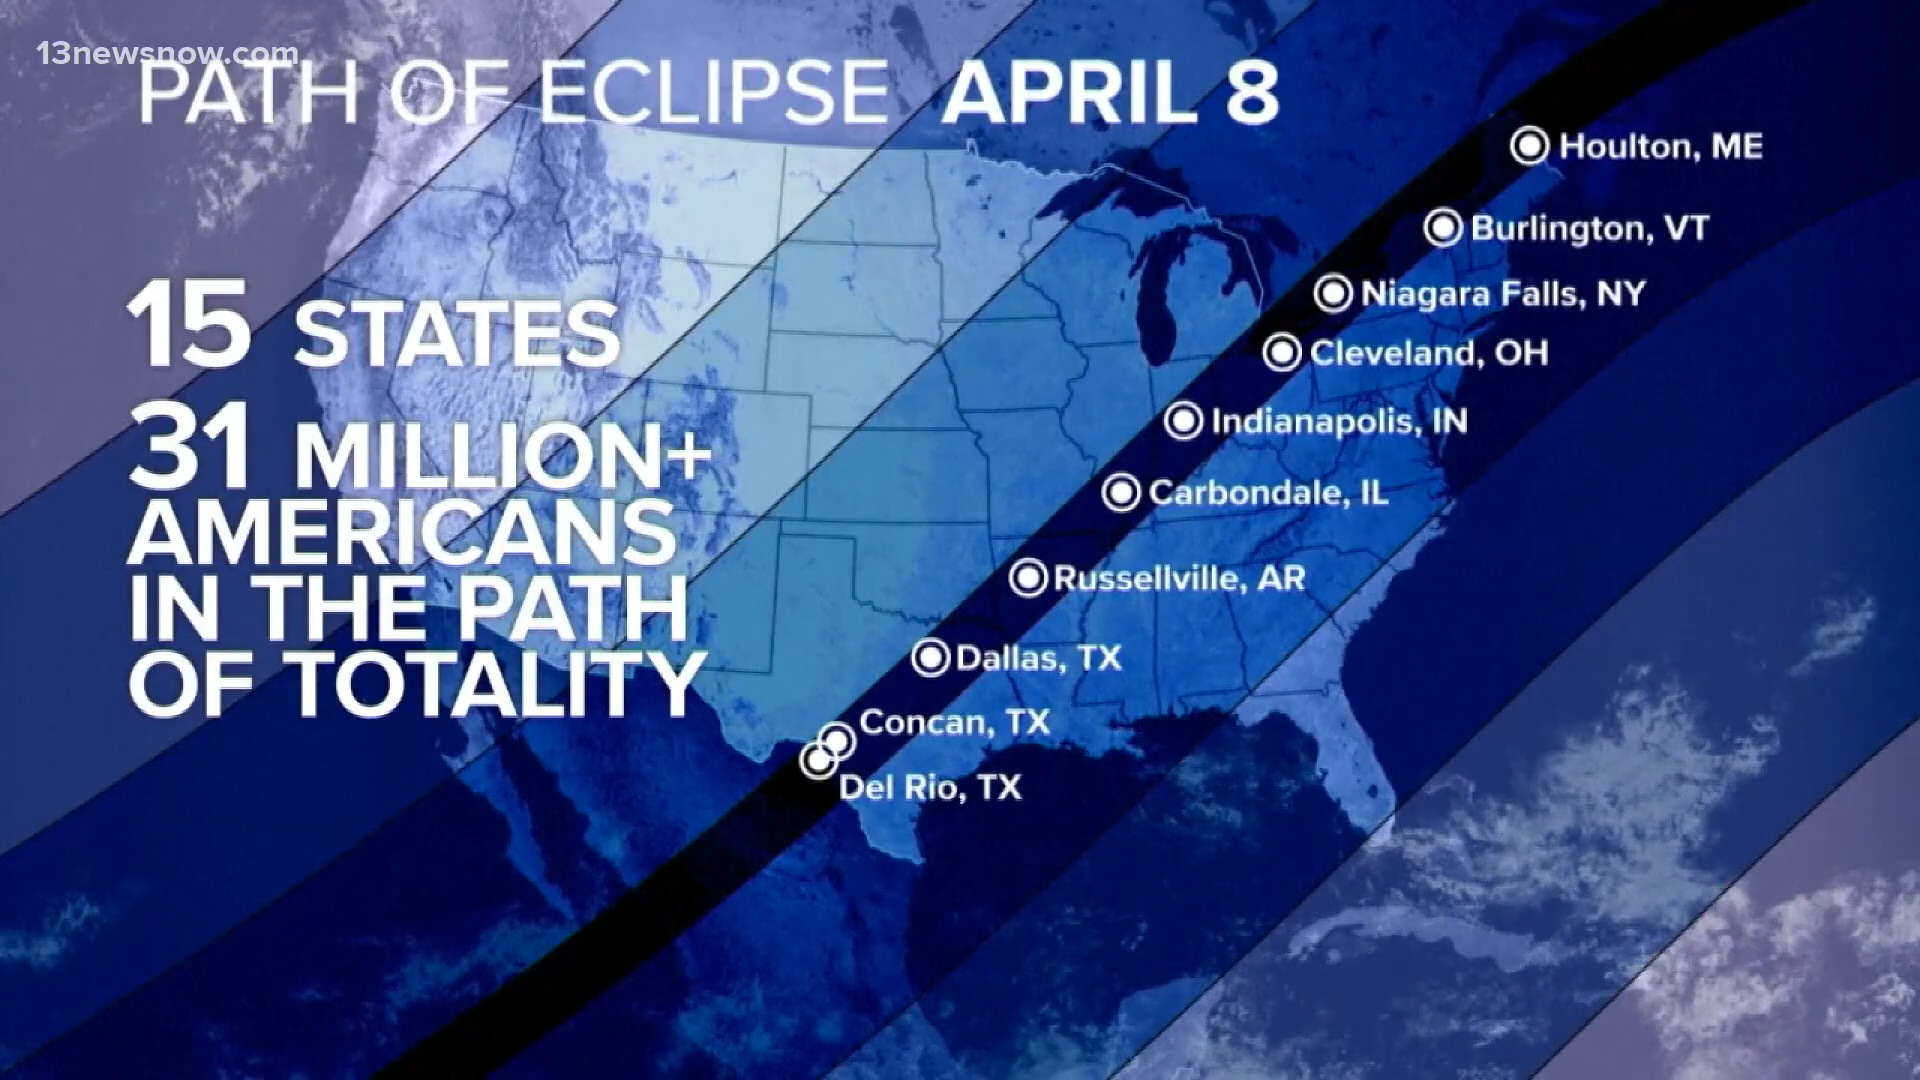 13newsnow.com
PATH OF ECLIPSE APRIL 8
Houlton, ME
Burlington, VT
Niagara Falls, NY
Cleveland, OH
Indianapolis, IN
Carbondale, IL
Russellville, AR
Dallas, TX
Concan, TX
Del Rio, TX
15 STATES
31 MILLION+
AMERICANS
IN THE PATH
OF TOTALITY